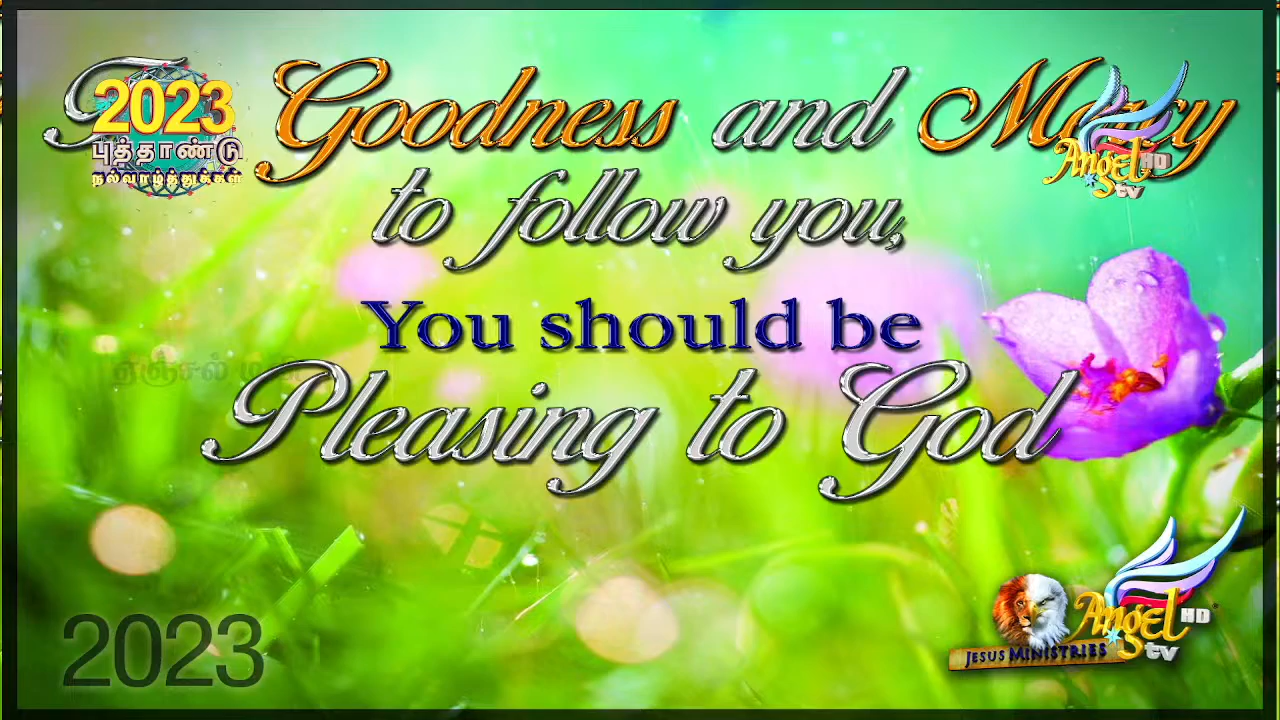 Goodness and Mercy
2023
புத்தாண்டு
நல்வாழ்த்துக்கள்
Angel HD
tv
to follow you,
You should be
Pleasing to God
2023
JESUS MINISTRIES
Angel HD
tv